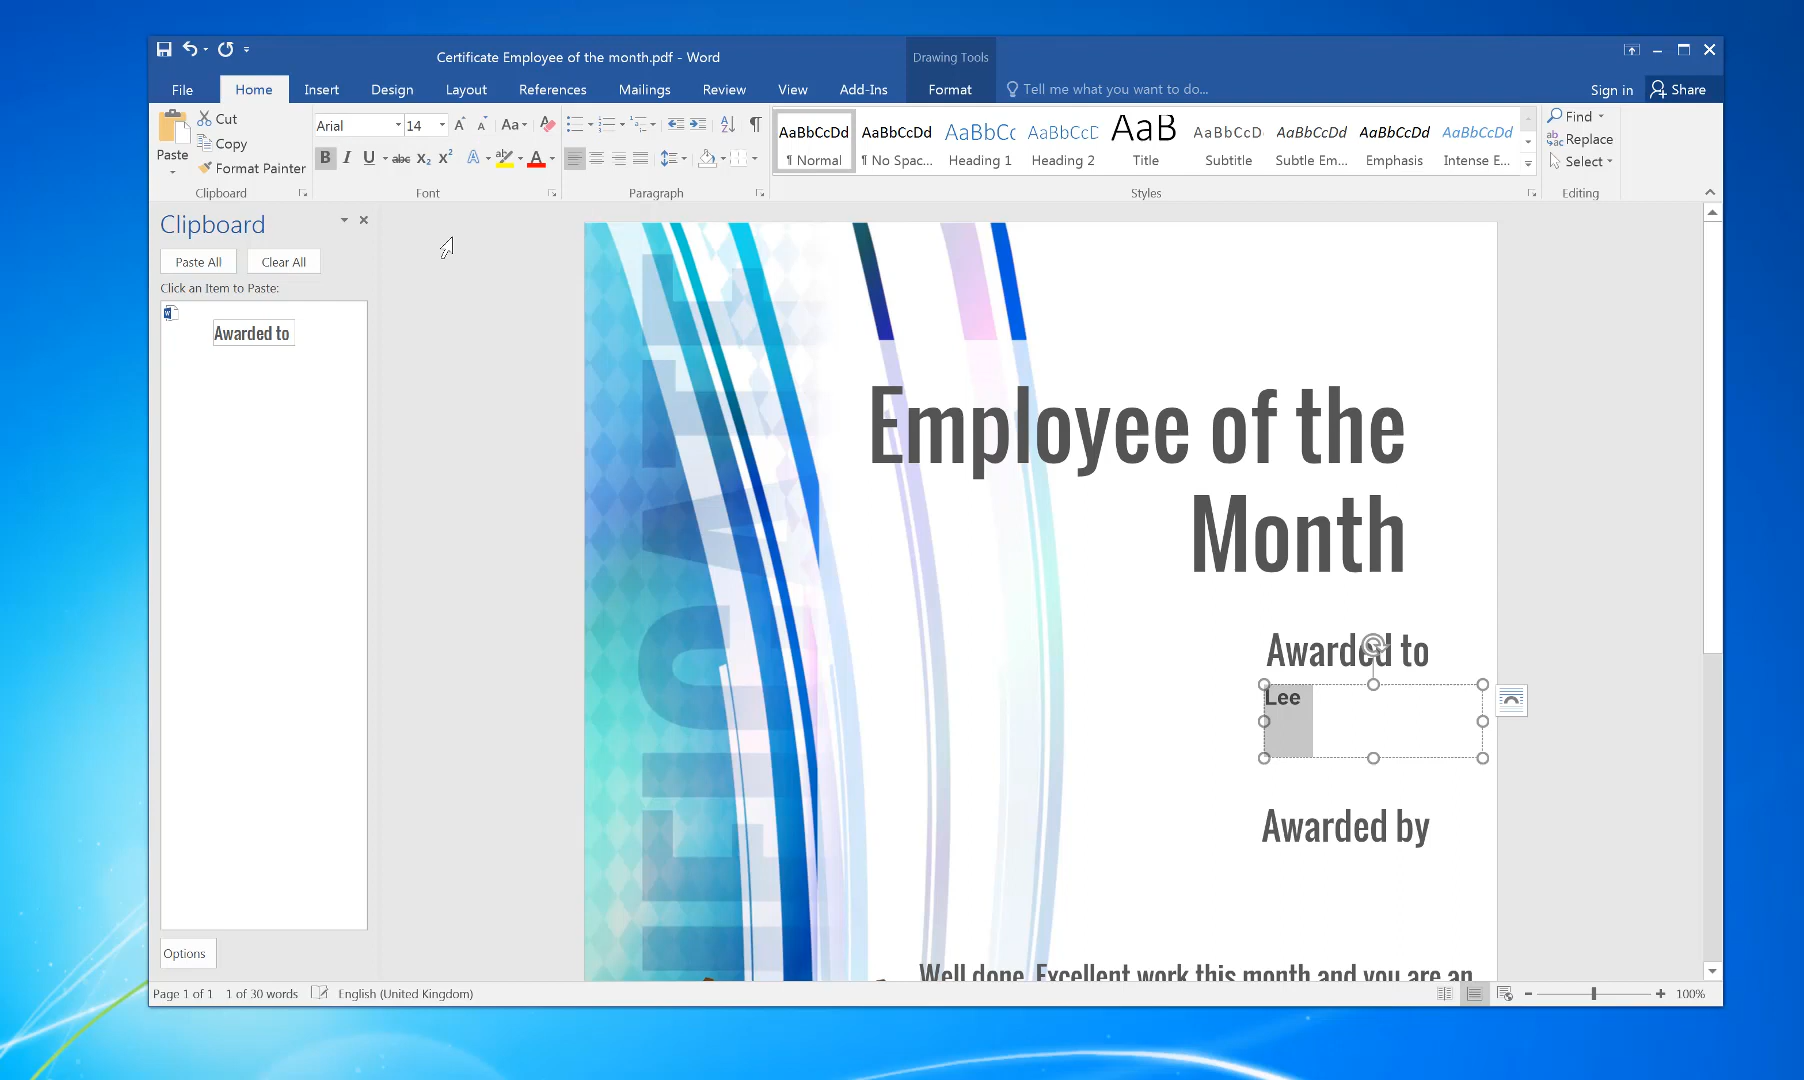 Certificate Employee of the month.pdf - Word
Drawing Tools
File
Home
Insert
Design
Layout
References
Mailings
Review
View
Add-Ins
Format
Tell me what you want to do...
Sign in
Share
Paste
Cut
Copy
Format Painter
Clipboard
Arial
14
Aa
B I U abc X₂ X²
A
A
Font
Paragraph
AaBbCcDd
¶ Normal
AaBbCcDd
¶ No Spac...
AaBbCc
Heading 1
AaBbCcD
Heading 2
AaB
Title
AaBbCcD
Subtitle
AaBbCcDd
Subtle Em...
AaBbCcDd
Emphasis
AaBbCcDd
Intense E...
Styles
Find
Replace
Select
Editing
Clipboard
Paste All
Clear All
Click an Item to Paste:
Awarded to
Options
Employee of the
Month
Awarded to
Lee
Awarded by
Well done. Excellent work this month and you are an
Page 1 of 1
1 of 30 words
English (United Kingdom)
100%